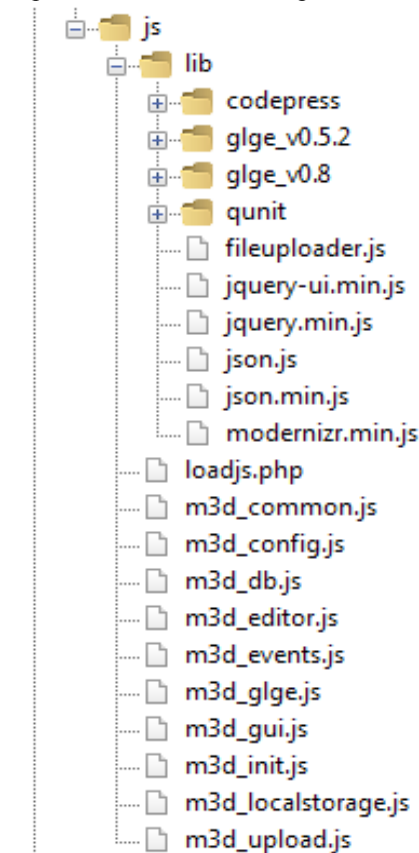 js
lib
codepress
glge_v0.5.2
glge_v0.8
qunit
fileuploader.js
jquery-ui.min.js
jquery.min.js
json.js
json.min.js
modernizr.min.js
loadjs.php
m3d_common.js
m3d_config.js
m3d_db.js
m3d_editor.js
m3d_events.js
m3d_glge.js
m3d_gui.js
m3d_init.js
m3d_localstorage.js
m3d_upload.js